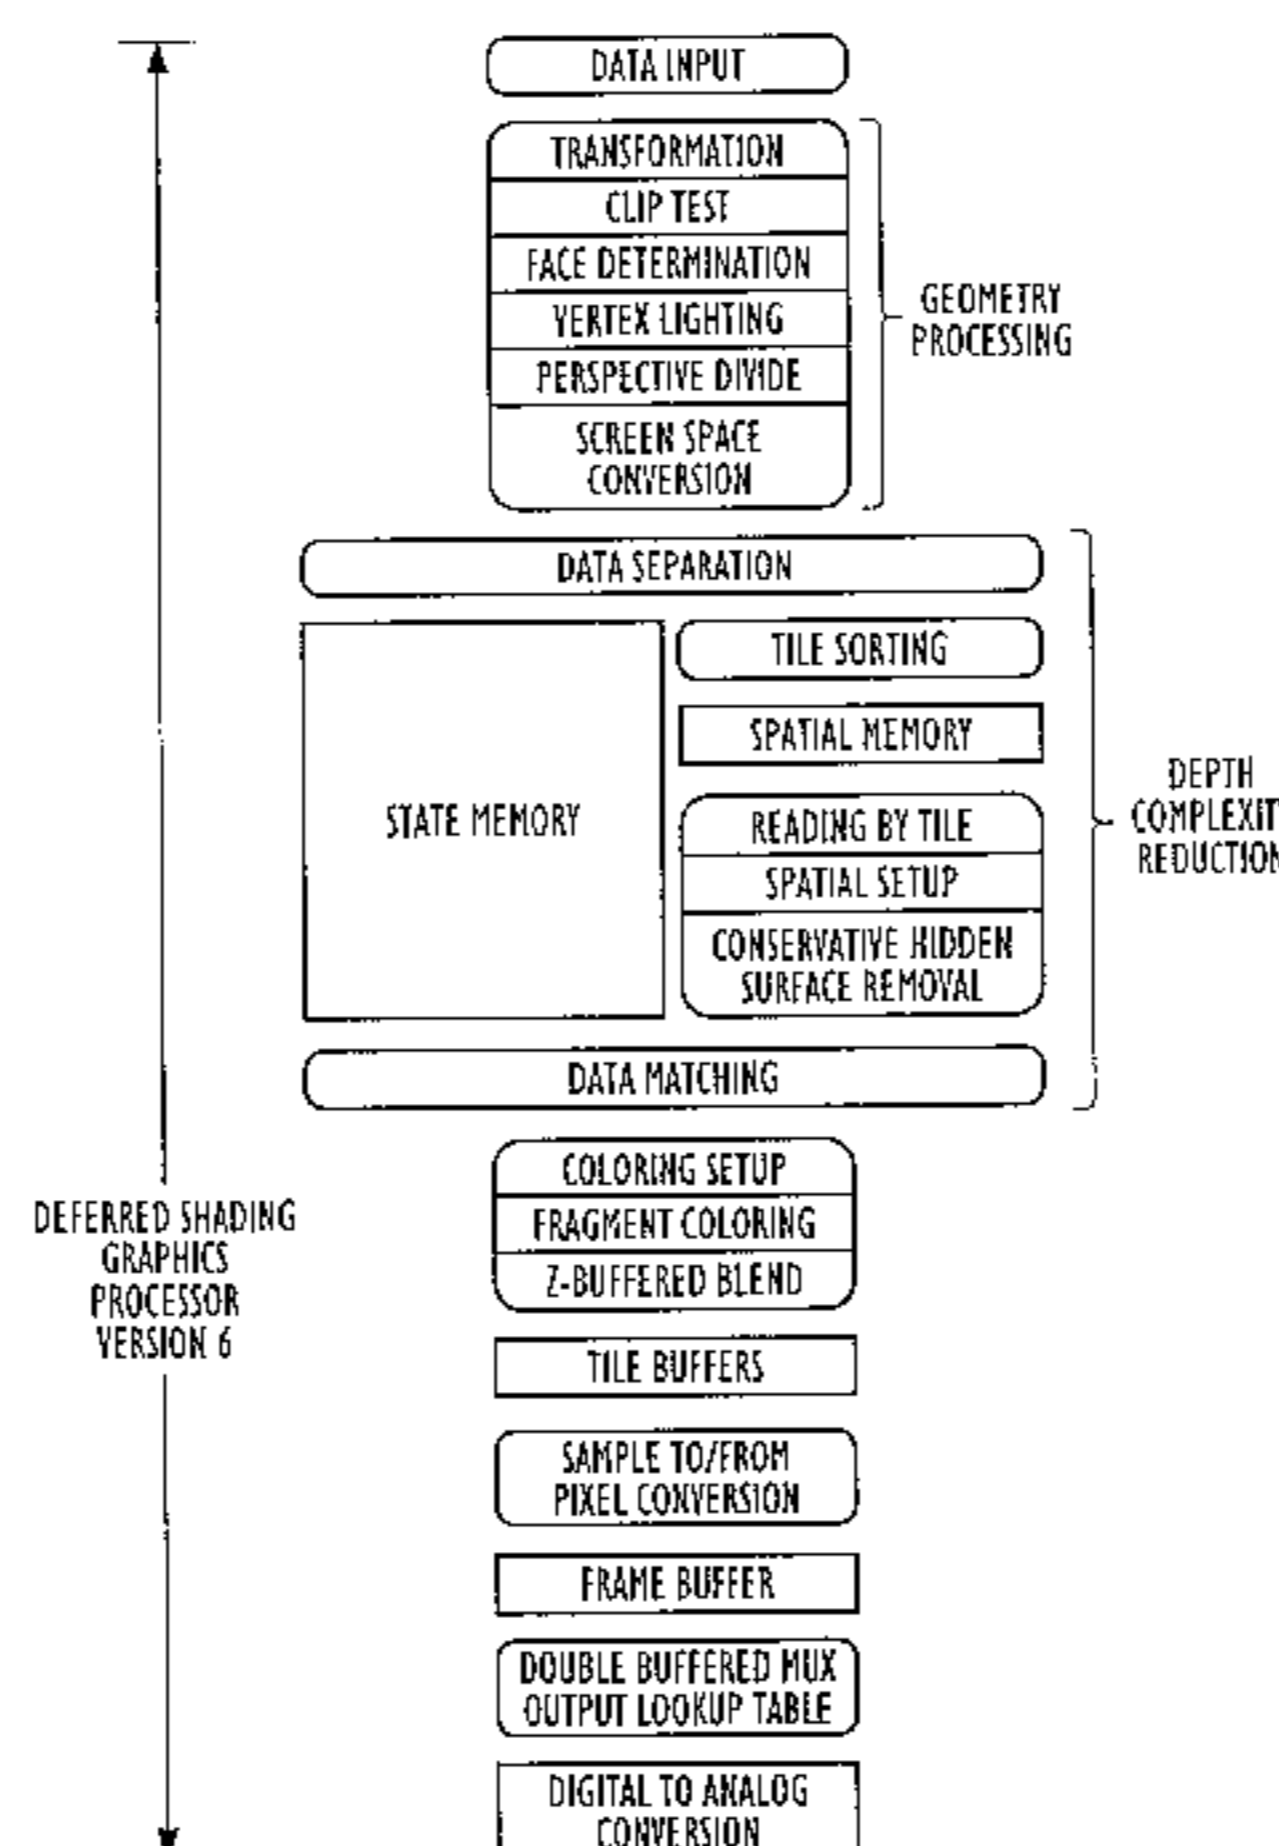 DATA INPUT
TRANSFORMATION
CLIP TEST
FACE DETERMINATION
VERTEX LIGHTING
PERSPECTIVE DIVIDE
SCREEN SPACE
CONVERSION
GEOMETRY
PROCESSING
DATA SEPARATION
STATE MEMORY
TILE SORTING
SPATIAL MEMORY
READING BY TILE
SPATIAL SETUP
CONSERVATIVE HIDDEN
SURFACE REMOVAL
DEPTH
COMPLEXIT
REDUCTION
DATA MATCHING
COLORING SETUP
FRAGMENT COLORING
Z-BUFFERED BLEND
DEFERRED SHADING
GRAPHICS
PROCESSOR
VERSION 6
TILE BUFFERS
SAMPLE TO/FROM
PIXEL CONVERSION
FRAME BUFFER
DOUBLE BUFFERED MUX
OUTPUT LOOKUP TABLE
DIGITAL TO ANALOG
CONVERSION